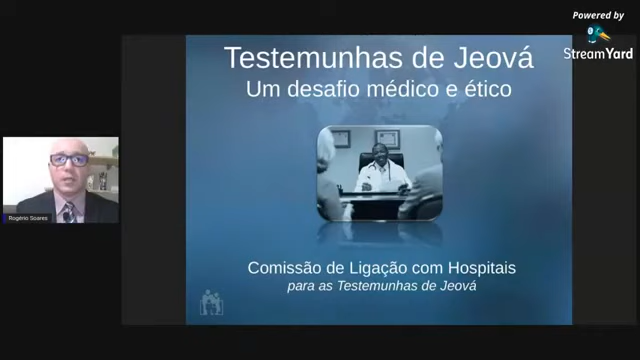 Powered by
StreamYard
Testemunhas de Jeová
Um desafio médico e ético
Rogério Soares
Comissão de Ligação com Hospitais
para as Testemunhas de Jeová